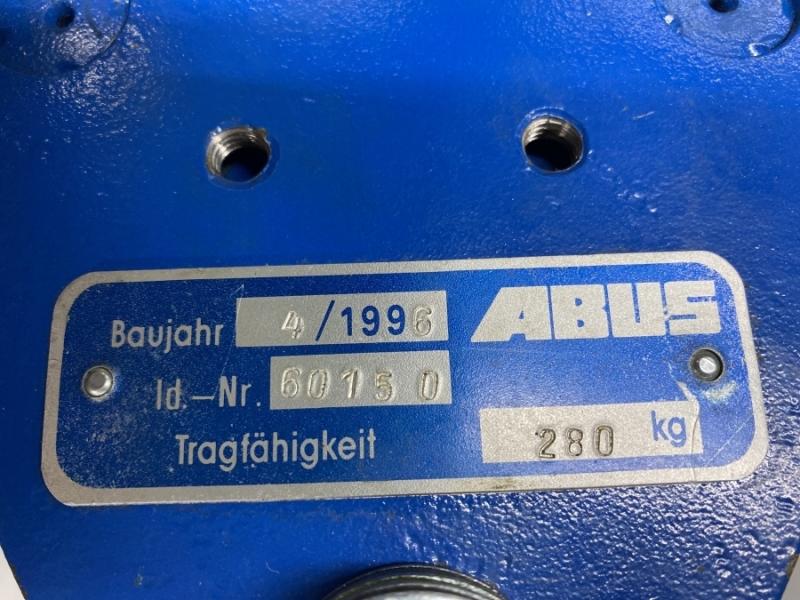 Baujahr 4/1996 ABUS
Id.-Nr. 60150
Tragfähigkeit 280 kg